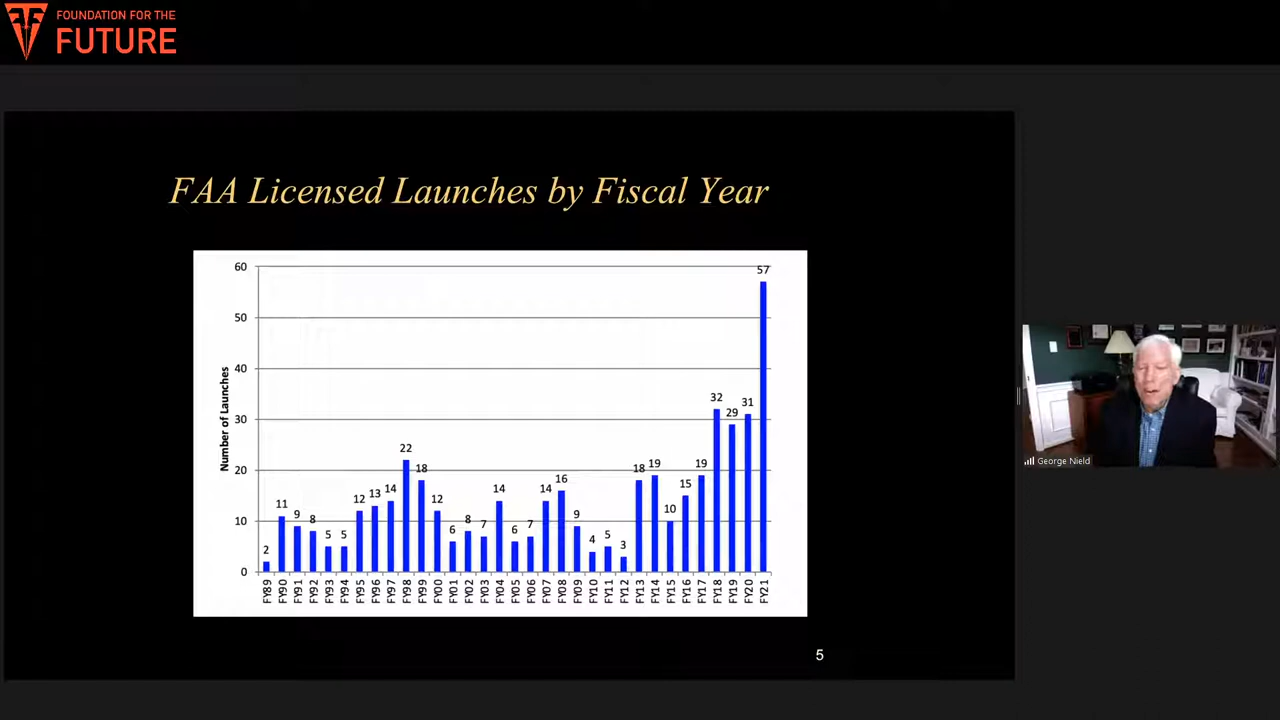 FOUNDATION FOR THE
FUTURE
FAA Licensed Launches by Fiscal Year
Number of Launches
60
50
40
30
20
10
0
2
11
9
8
5
5
12
13
14
22
18
12
6
8
7
14
6
7
14
16
9
4
5
3
18
19
10
15
19
32
29
31
57
FY89
FY90
FY91
FY92
FY93
FY94
FY95
FY96
FY97
FY98
FY99
FY00
FY01
FY02
FY03
FY04
FY05
FY06
FY07
FY08
FY09
FY10
FY11
FY12
FY13
FY14
FY15
FY16
FY17
FY18
FY19
FY20
FY21
5
George Nield